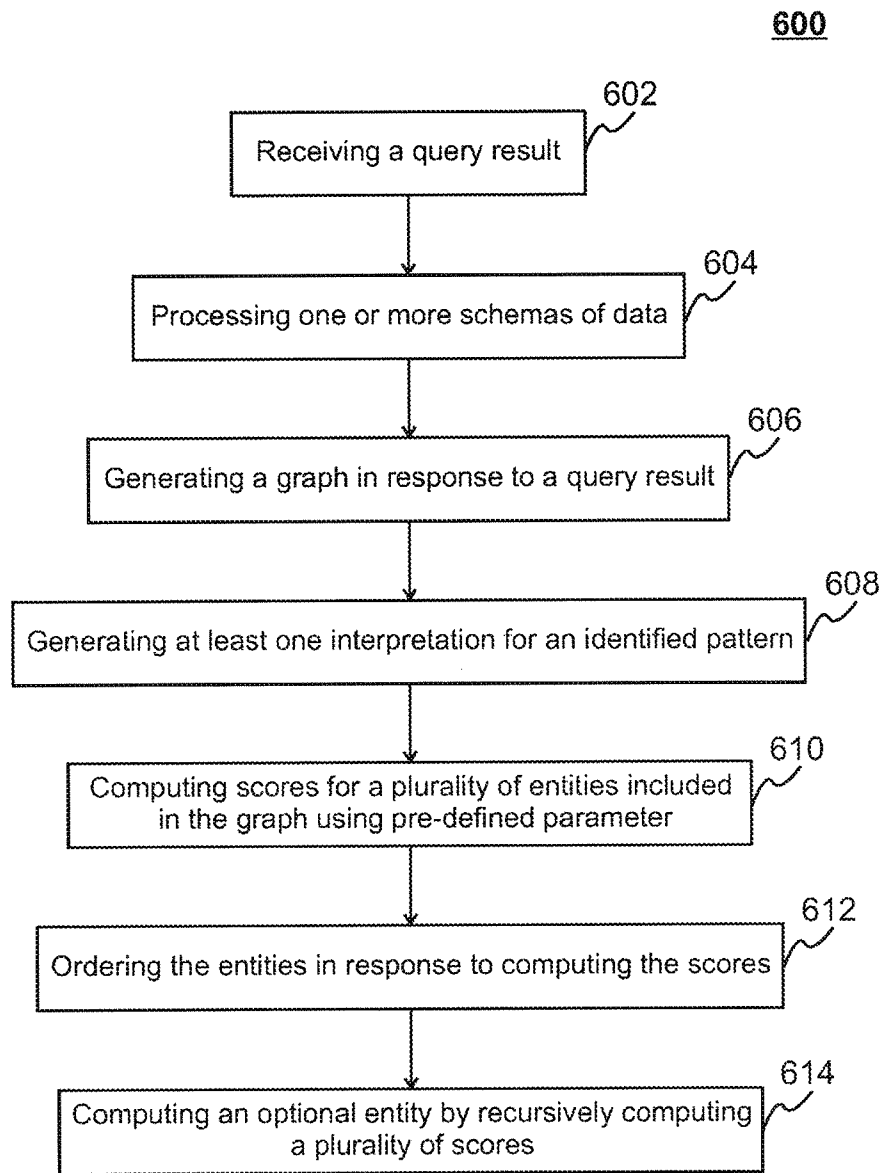 600
602
Receiving a query result
604
Processing one or more schemas of data
606
Generating a graph in response to a query result
608
Generating at least one interpretation for an identified pattern
610
Computing scores for a plurality of entities included
in the graph using pre-defined parameter
612
Ordering the entities in response to computing the scores
614
Computing an optional entity by recursively computing
a plurality of scores